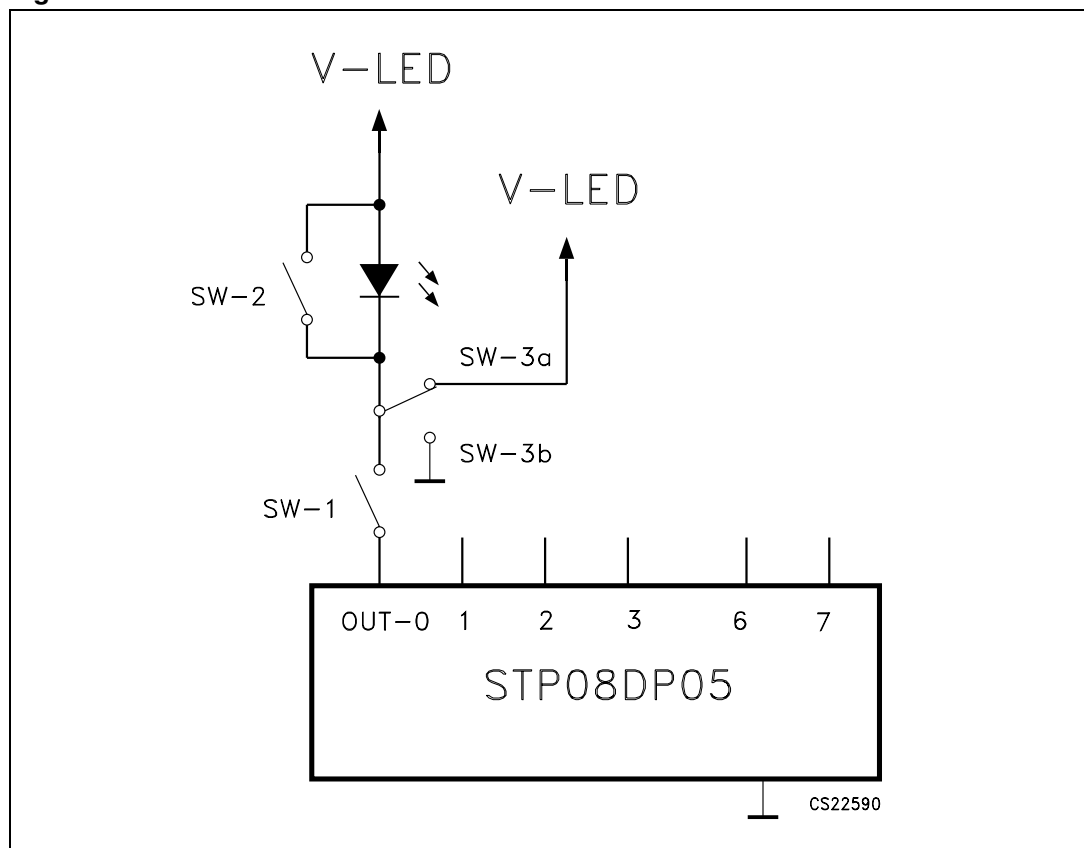 V-LED
V-LED
SW-2
SW-3a
SW-3b
SW-1
OUT-0 1 2 3 6 7
STP08DP05
CS22590